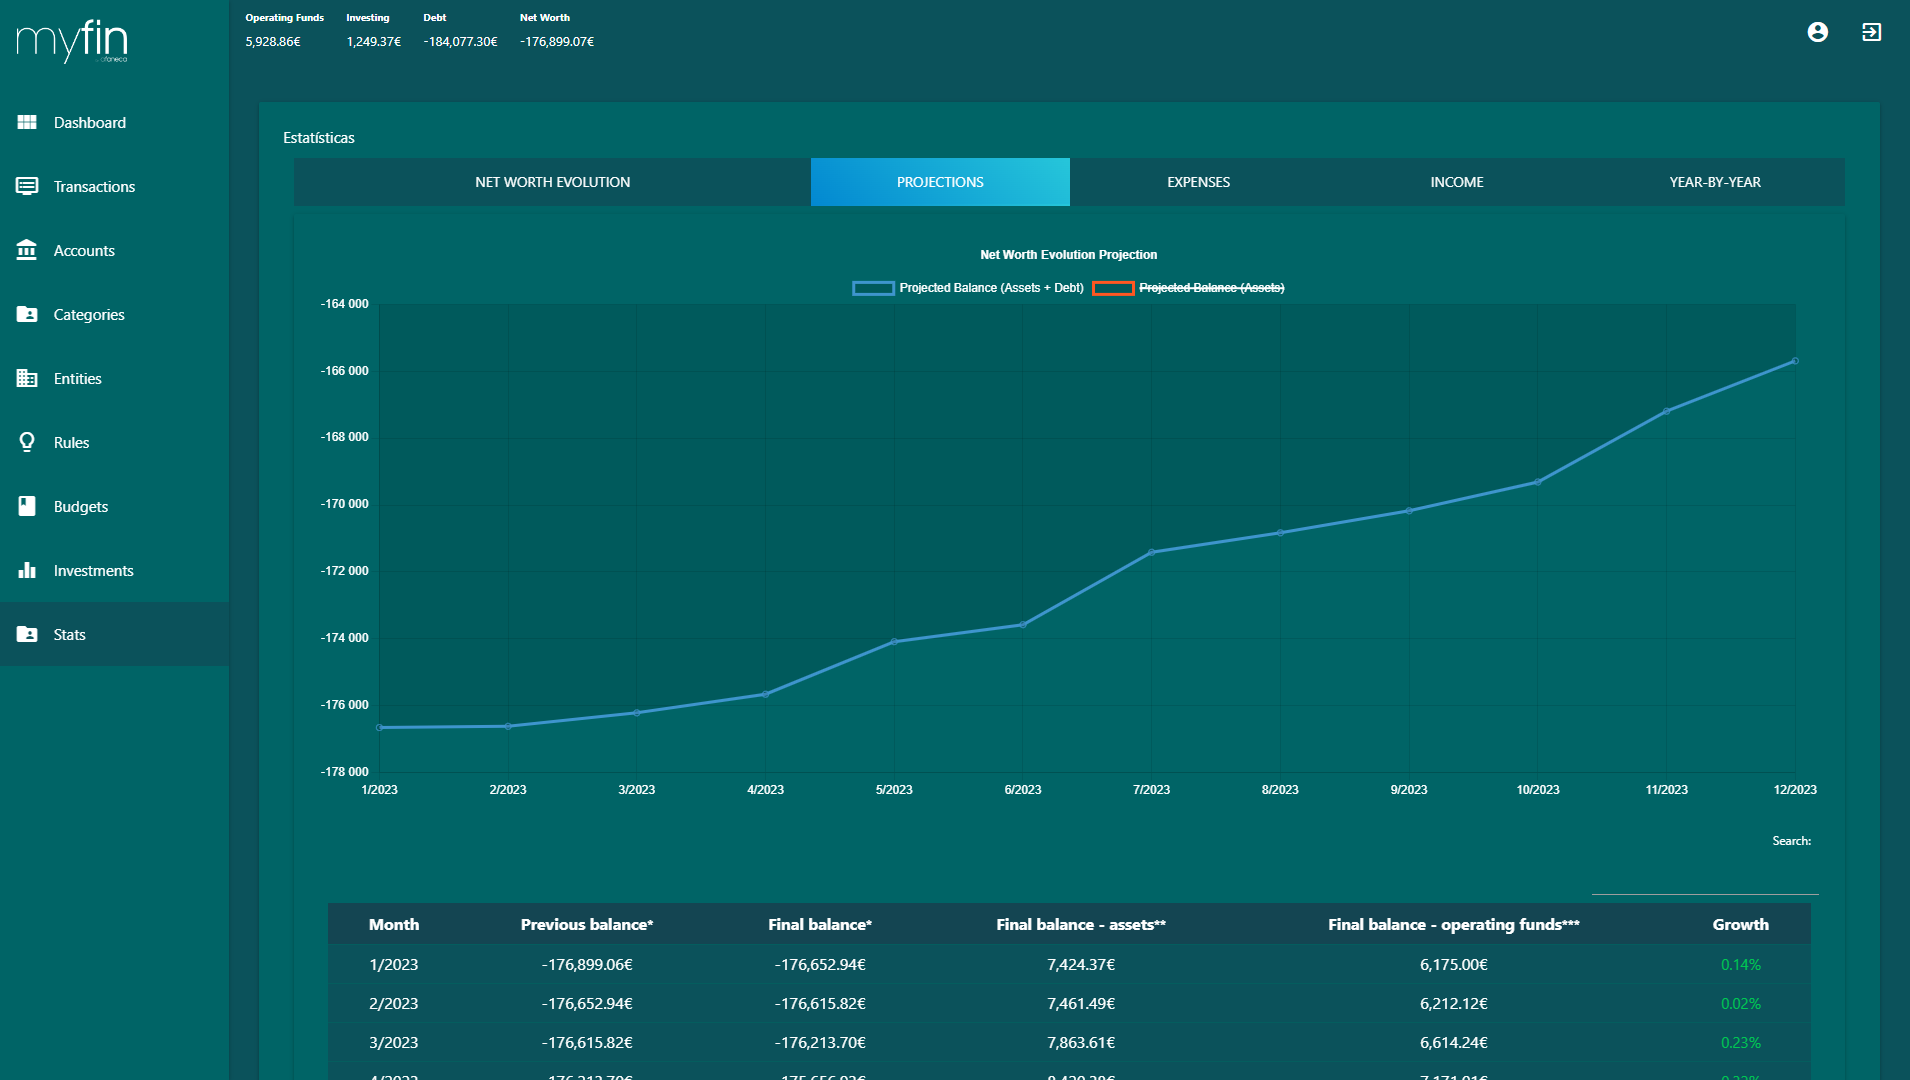 myfin
Operating Funds Investing Debt Net Worth
5,928.86€ 1,249.37€ -184,077.30€ -176,899.07€
Dashboard
Transactions
Accounts
Categories
Entities
Rules
Budgets
Investments
Stats
Estatísticas
NET WORTH EVOLUTION PROJECTIONS EXPENSES INCOME YEAR-BY-YEAR
Net Worth Evolution Projection
Projected Balance (Assets + Debt) Projected Balance (Assets)
-164 000
-166 000
-168 000
-170 000
-172 000
-174 000
-176 000
-178 000
1/2023 2/2023 3/2023 4/2023 5/2023 6/2023 7/2023 8/2023 9/2023 10/2023 11/2023 12/2023
Search:
Month Previous balance* Final balance* Final balance - assets** Final balance - operating funds*** Growth
1/2023 -176,899.06€ -176,652.94€ 7,424.37€ 6,175.00€ 0.14%
2/2023 -176,652.94€ -176,615.82€ 7,461.49€ 6,212.12€ 0.02%
3/2023 -176,615.82€ -176,213.70€ 7,863.61€ 6,614.24€ 0.23%